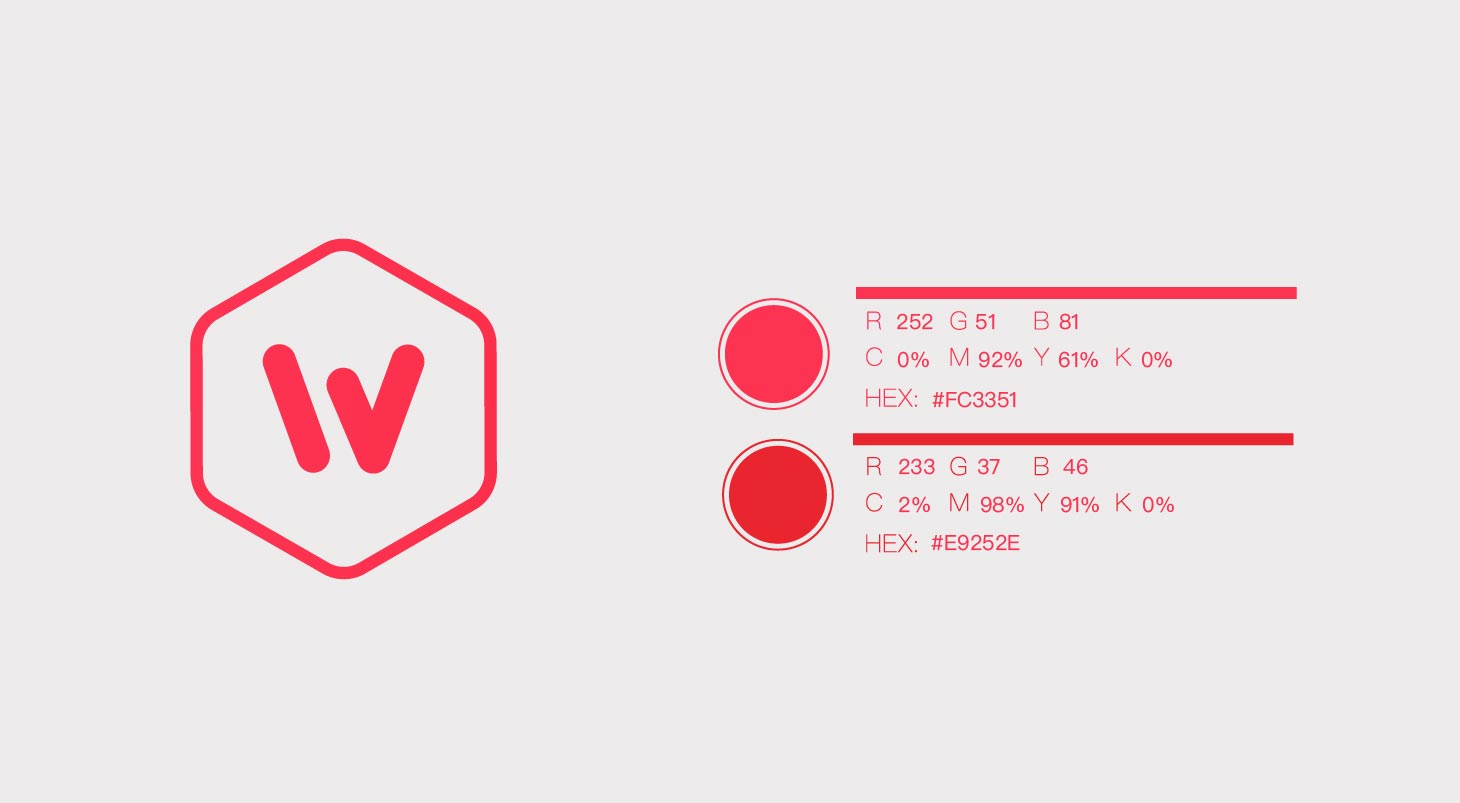 W
R 252 G 51 B 81
C 0% M 92% Y 61% K 0%
HEX: #FC3351
R 233 G 37 B 46
C 2% M 98% Y 91% K 0%
HEX: #E9252E